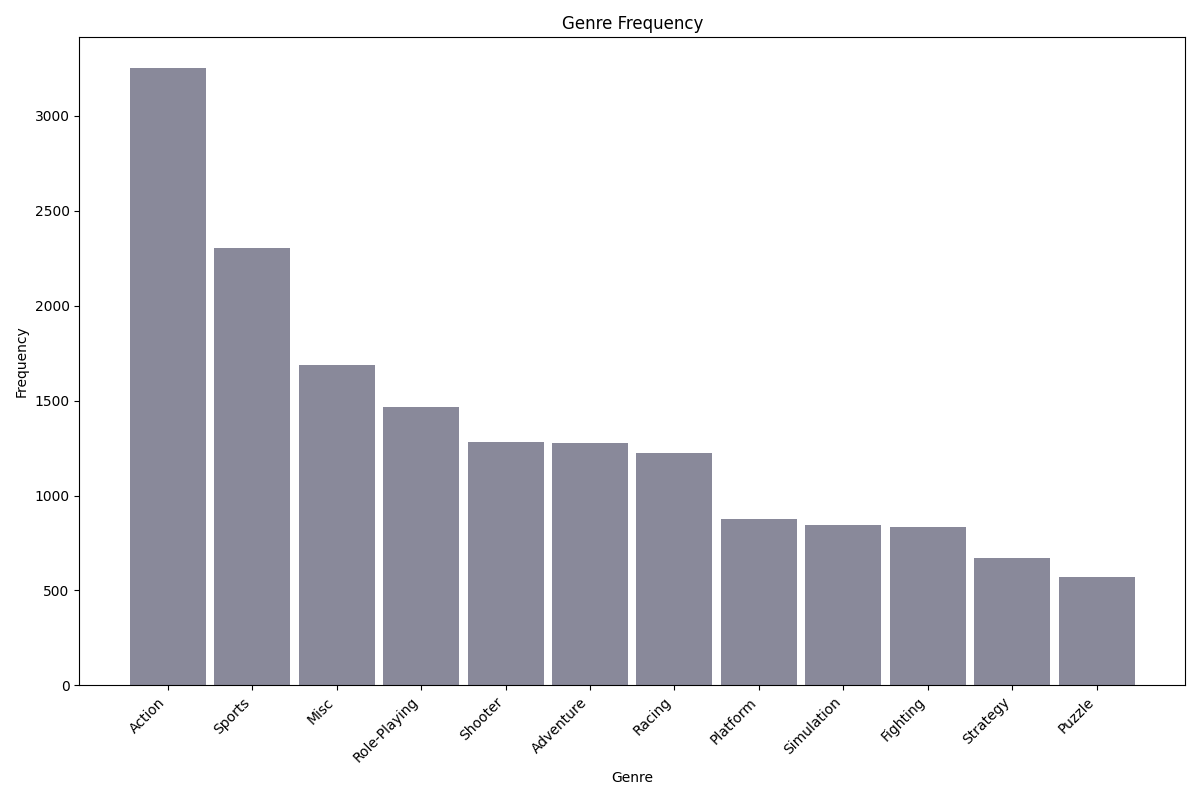 Genre Frequency
Frequency
3000
2500
2000
1500
1000
500
0
Action
Sports
Misc
Role-Playing
Shooter
Adventure
Racing
Platform
Simulation
Fighting
Strategy
Puzzle
Genre